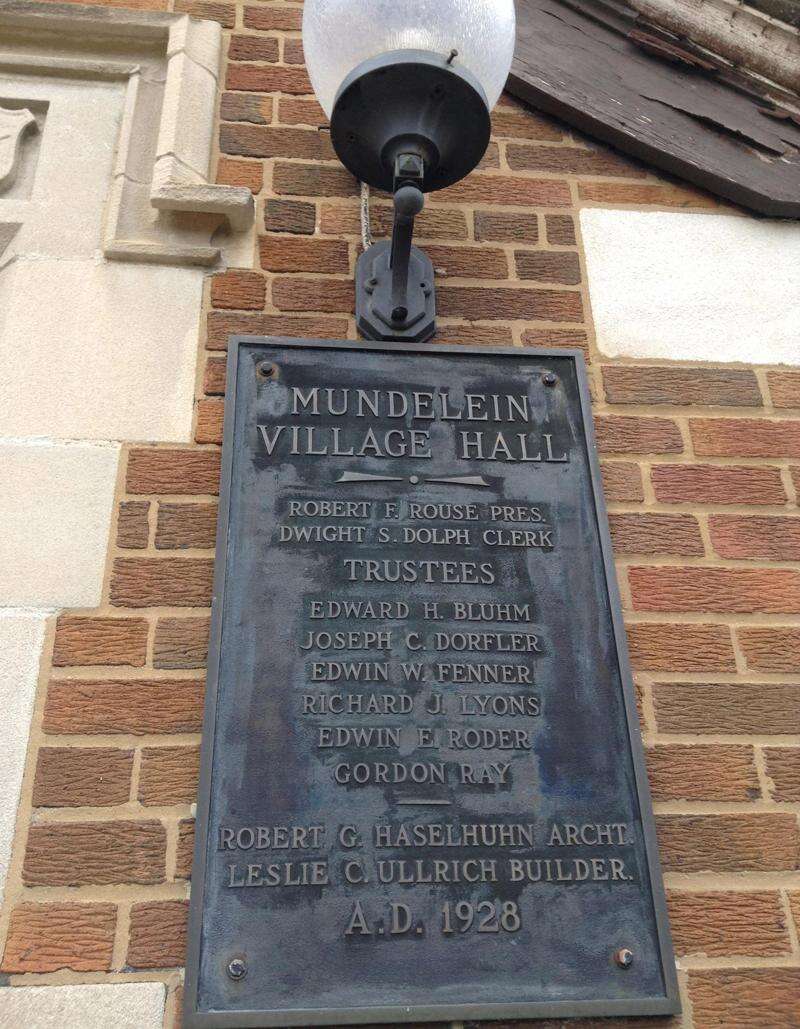 MUNDELEIN
VILLAGE HALL
ROBERT F. ROUSE PRES.
DWIGHT S. DOLPH CLERK
TRUSTEES
EDWARD H. BLUHM
JOSEPH C. DORFLER
EDWIN W. FENNER
RICHARD J. LYONS
EDWIN E. RODER
GORDON RAY
ROBERT G. HASELHUHN ARCHT.
LESLIE C. ULLRICH BUILDER.
A.D. 1928